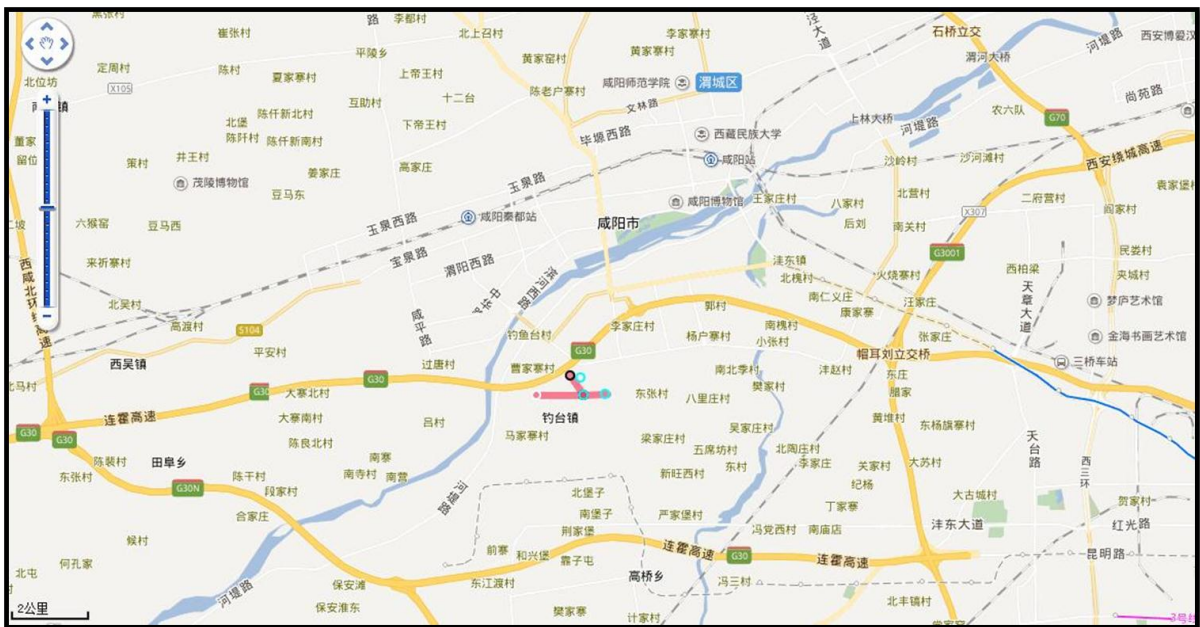 崔张村
路
李都村
北上召村
李家寨村
泾大道
石桥立交
河堤路
西安博爱汉
平陵乡
黄家窑村
黄家寨村
渭河大桥
定周村
陈村
夏家寨村
上帝王村
咸阳师范学院
渭城区
北位坊
X105
十二台
陈老户寨村
文林路
尚苑路
互助村
农六队
陈仟新北村
北堡
下帝王村
毕塬西路
西藏民族大学
上林大桥
河堤路
G70
陈阡村
陈仟新南村
董家
留位
策村
井王村
咸阳站
沙岭村
沙河滩村
西安绕城高速
姜家庄
高家庄
茂陵博物馆
豆马东
玉泉路
咸阳博物馆
王家庄村
北营村
二府营村
袁家堡村
八家村
X307
阎家村
六猴窑
豆马西
玉泉西路
咸阳秦都站
咸阳市
后刘
南关村
G3001
民娄村
来祈寨村
宝泉路
渭阳西路
沣东镇
北槐村
火烧寨村
西柏梁
夹城村
西咸北环线高速
中华
滨河西路
天章大道
北吴村
咸平路
郭村
南仁义庄
汪家庄
梦庐艺术馆
康家寨
高渡村
S104
钓鱼台村
李家庄村
杨户寨村
南槐村
小张村
张家庄
金海书画艺术馆
平安村
G30
帽耳刘立交桥
三桥车站
西吴镇
过唐村
曹家寨村
南北季村
沣赵村
东庄
北马村
G30
G30
大寨北村
东张村
樊家村
腊家
八里庄村
连霍高速
大寨南村
吕村
钓台镇
吴家庄村
黄堆村
东杨旗寨村
G30
G30
陈良北村
马家寨村
梁家庄村
五席坊村
北陶庄村
天台路
西三环
陈裴村
田阜乡
南寨
李家庄
关家村
大苏村
东张村
陈干村
南寺村
南营
新旺西村
东村
纪杨
G30N
段家村
河堤路
北堡子
大古城村
贺家村
丁家寨
合家庄
南堡子
严家堡村
冯党西村
南庙店
沣东大道
红光路
荆家堡
候村
前寨
和兴堡
连霍高速
G30
连霍高速
昆明路
何孔家
靐子屯
北屯
保安滩
东江渡村
高桥乡
冯三村
河堤路
2公里
保安淮东
樊家寨
计家村
北丰镐村
3号线